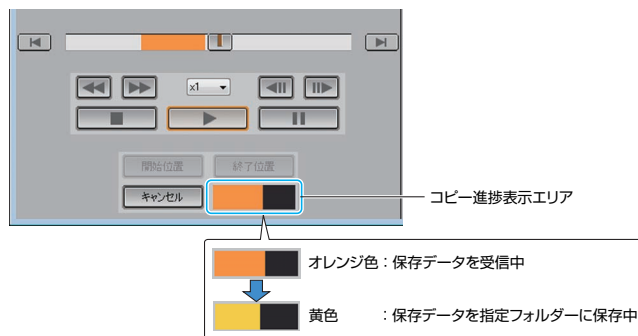 x1
開始位置 終了位置
キャンセル
コピー進捗表示エリア
オレンジ色：保存データを受信中
黄色　　　：保存データを指定フォルダーに保存中